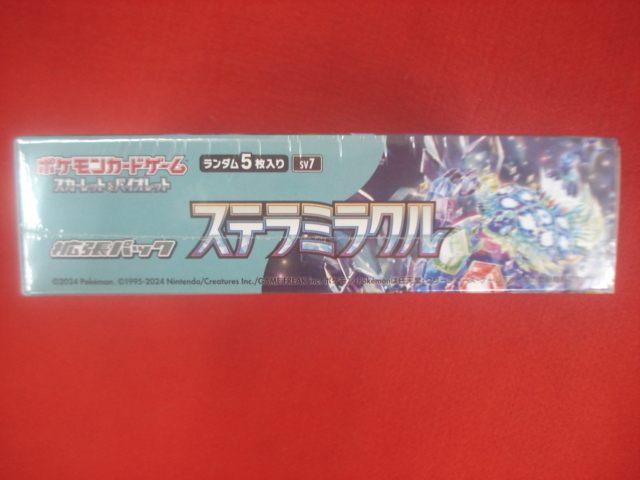 ポケモンカードゲーム
スカーレット&バイオレット
ランダム5枚入り
SV7
拡張パック
ステラミラクル
©2024 Pokémon. ©1995-2024 Nintendo/Creatures Inc./GAME FREAK inc.